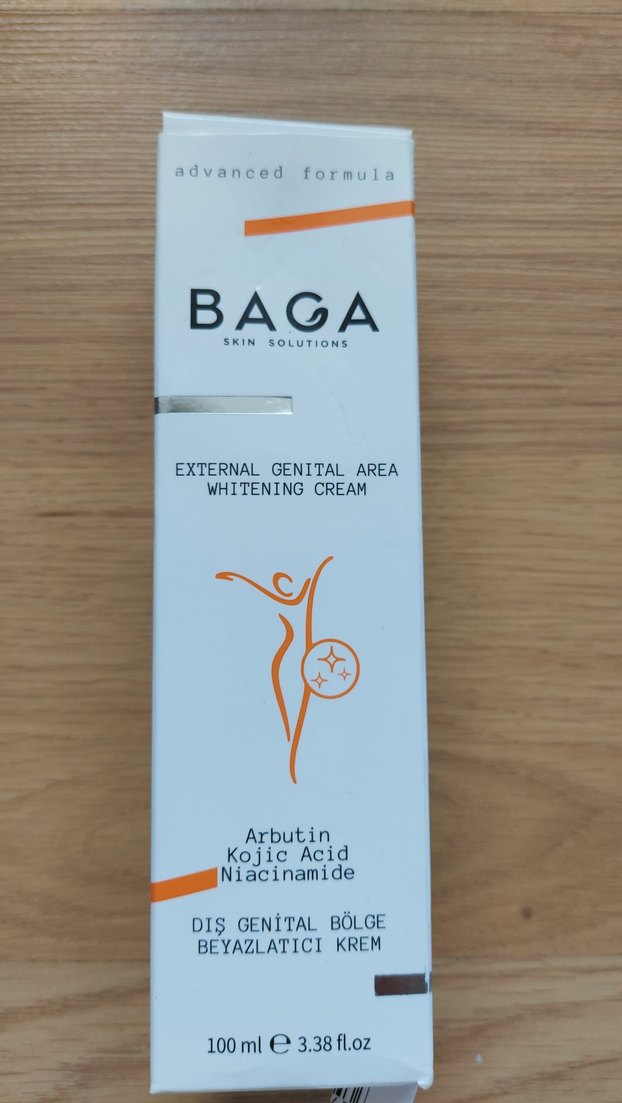 advanced formula
BAGA
SKIN SOLUTIONS
EXTERNAL GENITAL AREA
WHITENING CREAM
Arbutin
Kojic Acid
Niacinamide
DIŞ GENİTAL BÖLGE
BEYAZLATICI KREM
100 ml ℮ 3.38 fl.oz